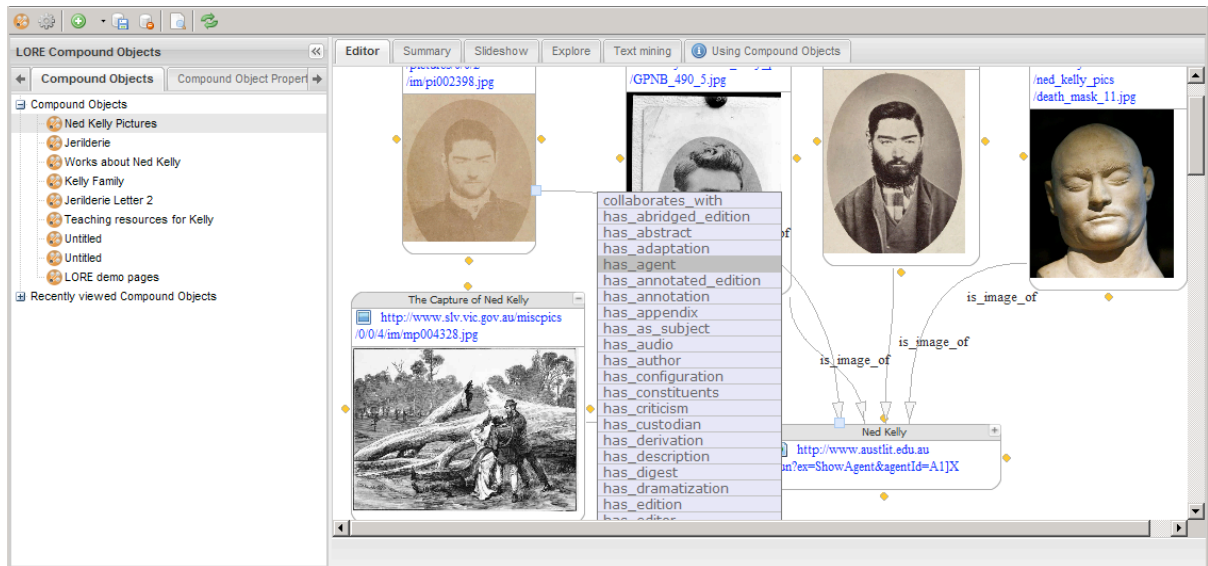 LORE Compound Objects
Compound Objects
Compound Object Propert
Compound Objects
Ned Kelly Pictures
Jerilderie
Works about Ned Kelly
Kelly Family
Jerilderie Letter 2
Teaching resources for Kelly
Untitled
Untitled
LORE demo pages
Recently viewed Compound Objects
Editor
Summary
Slideshow
Explore
Text mining
Using Compound Objects
/im/pi002398.jpg
/GPNB_490_5.jpg
/ned_kelly_pics
/death_mask_11.jpg
collaborates_with
has_abridged_edition
has_abstract
has_adaptation
has_agent
has_annotated_edition
has_annotation
has_appendix
has_as_subject
has_audio
has_author
has_configuration
has_constituents
has_criticism
has_custodian
has_derivation
has_description
has_digest
has_dramatization
has_edition
has_editor
of
is_image_of
is_image_of
is_image_of
The Capture of Ned Kelly
http://www.slv.vic.gov.au/miscpics
/0/0/4/im/mp004328.jpg
Ned Kelly
http://www.austlit.edu.au
un?ex=ShowAgent&agentId=A1]X